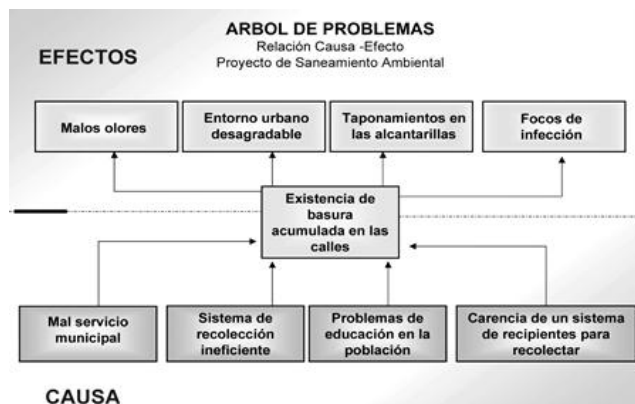 ARBOL DE PROBLEMAS
Relación Causa -Efecto
Proyecto de Saneamiento Ambiental
EFECTOS
Malos olores
Entorno urbano
desagradable
Taponamientos en
las alcantarillas
Focos de
infección
Existencia de
basura
acumulada en las
calles
Mal servicio
municipal
Sistema de
recolección
ineficiente
Problemas de
educación en la
población
Carencia de un sistema
de recipientes para
recolectar
CAUSA